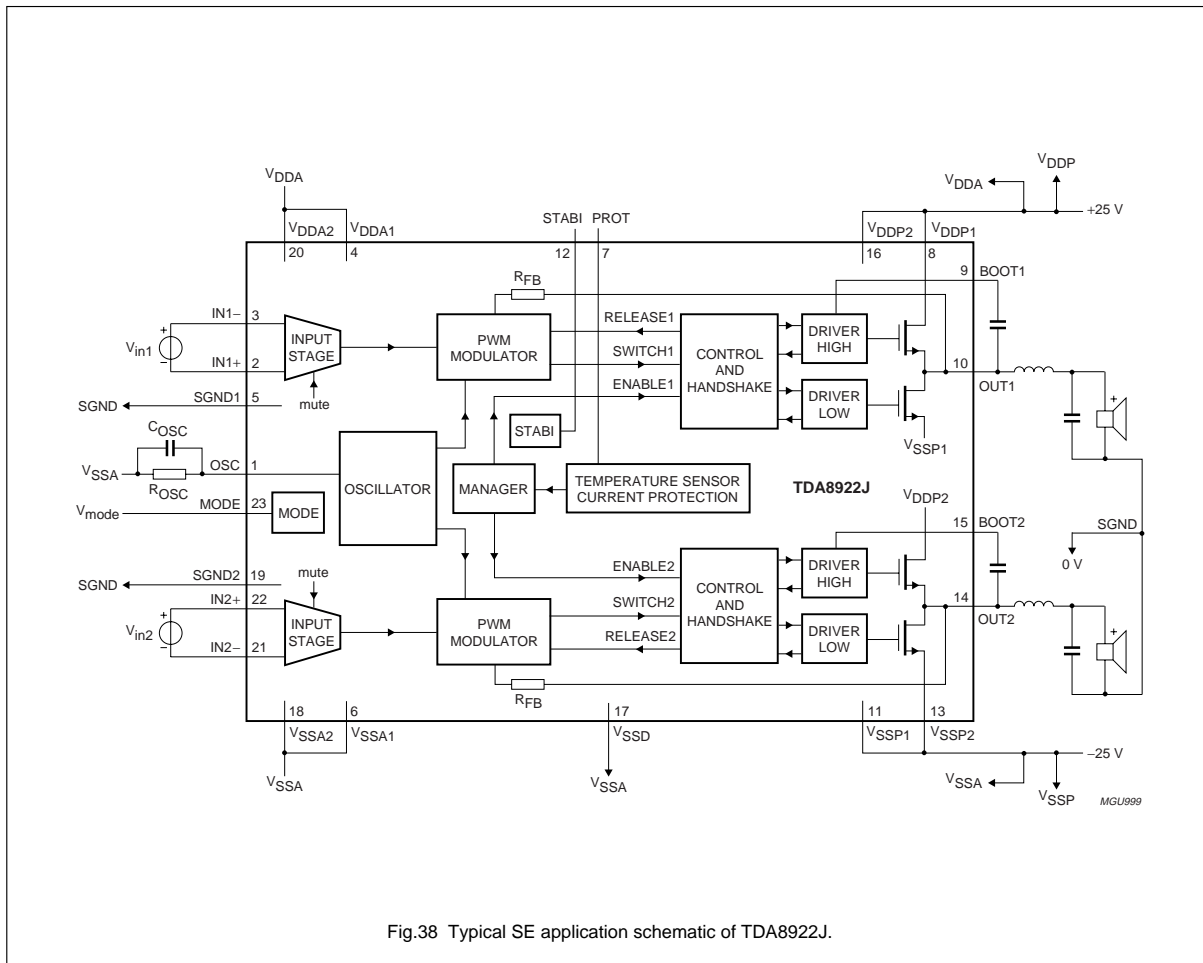 VDDP
VDDA
VDDA
+25 V
STABI PROT
VDDA2
VDDA1
VDDP2
VDDP1
20
4
12
7
16
8
9
BOOT1
RFB
IN1−
3
RELEASE1
Vin1
+
−
INPUT
STAGE
PWM
MODULATOR
SWITCH1
CONTROL
AND
HANDSHAKE
DRIVER
HIGH
IN1+
2
10
OUT1
mute
ENABLE1
DRIVER
LOW
SGND
SGND1
5
+
COSC
STABI
VSSP1
VSSA
OSC
1
ROSC
OSCILLATOR
MANAGER
TEMPERATURE SENSOR
CURRENT PROTECTION
TDA8922J
Vmode
MODE
23
MODE
VDDP2
15
BOOT2
SGND
0 V
SGND
SGND2
19
mute
ENABLE2
DRIVER
HIGH
IN2+
22
SWITCH2
CONTROL
AND
HANDSHAKE
14
OUT2
Vin2
+
−
INPUT
STAGE
PWM
MODULATOR
RELEASE2
DRIVER
LOW
+
IN2−
21
RFB
18
6
17
11
13
VSSA2
VSSA1
VSSD
VSSP1
VSSP2
−25 V
VSSA
VSSA
VSSA
VSSP
MGU999
Fig.38 Typical SE application schematic of TDA8922J.